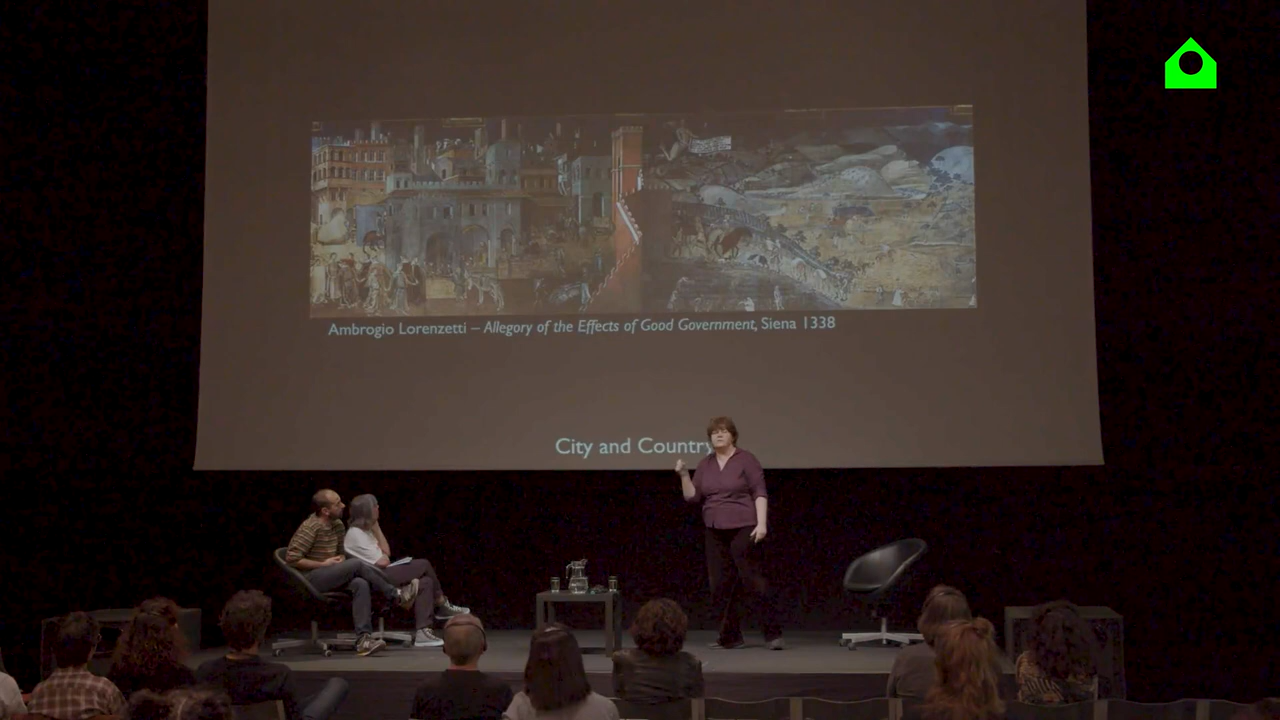 Ambrogio Lorenzetti – Allegory of the Effects of Good Government, Siena 1338
City and Country